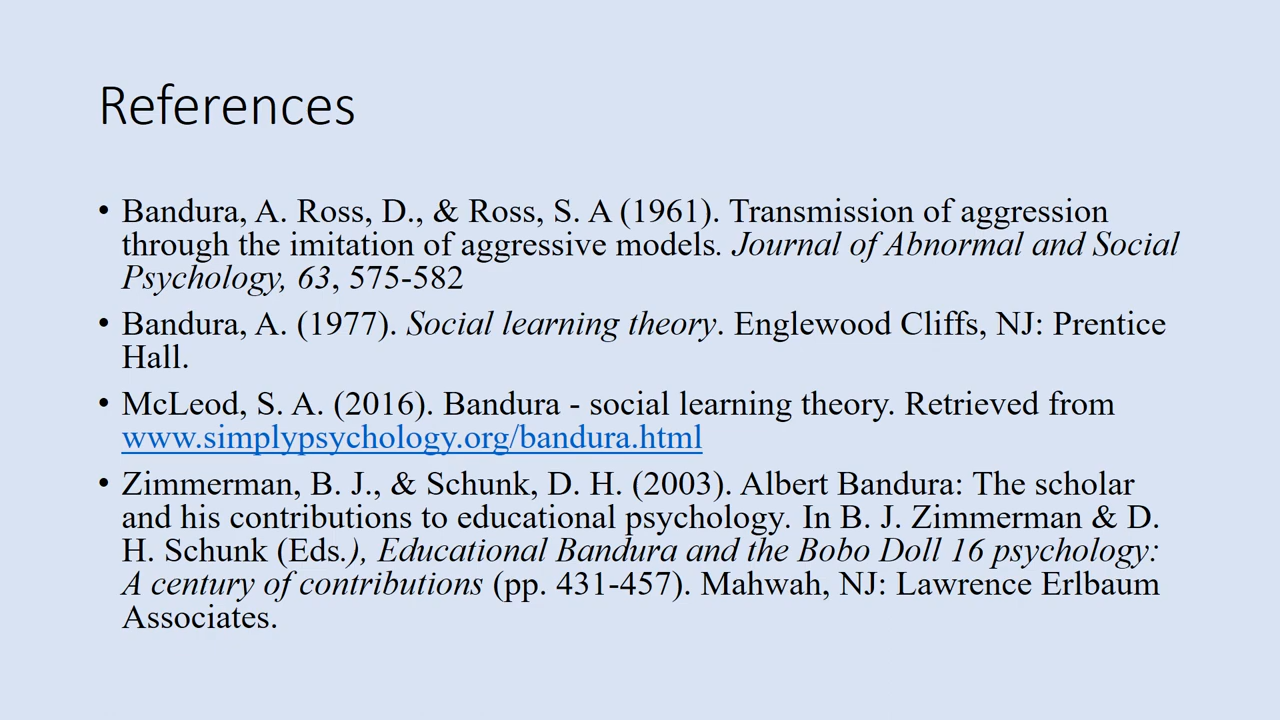 References
• Bandura, A. Ross, D., & Ross, S. A (1961). Transmission of aggression
through the imitation of aggressive models. Journal of Abnormal and Social
Psychology, 63, 575-582
• Bandura, A. (1977). Social learning theory. Englewood Cliffs, NJ: Prentice
Hall.
• McLeod, S. A. (2016). Bandura - social learning theory. Retrieved from
www.simplypsychology.org/bandura.html
• Zimmerman, B. J., & Schunk, D. H. (2003). Albert Bandura: The scholar
and his contributions to educational psychology. In B. J. Zimmerman & D.
H. Schunk (Eds.), Educational Bandura and the Bobo Doll 16 psychology:
A century of contributions (pp. 431-457). Mahwah, NJ: Lawrence Erlbaum
Associates.